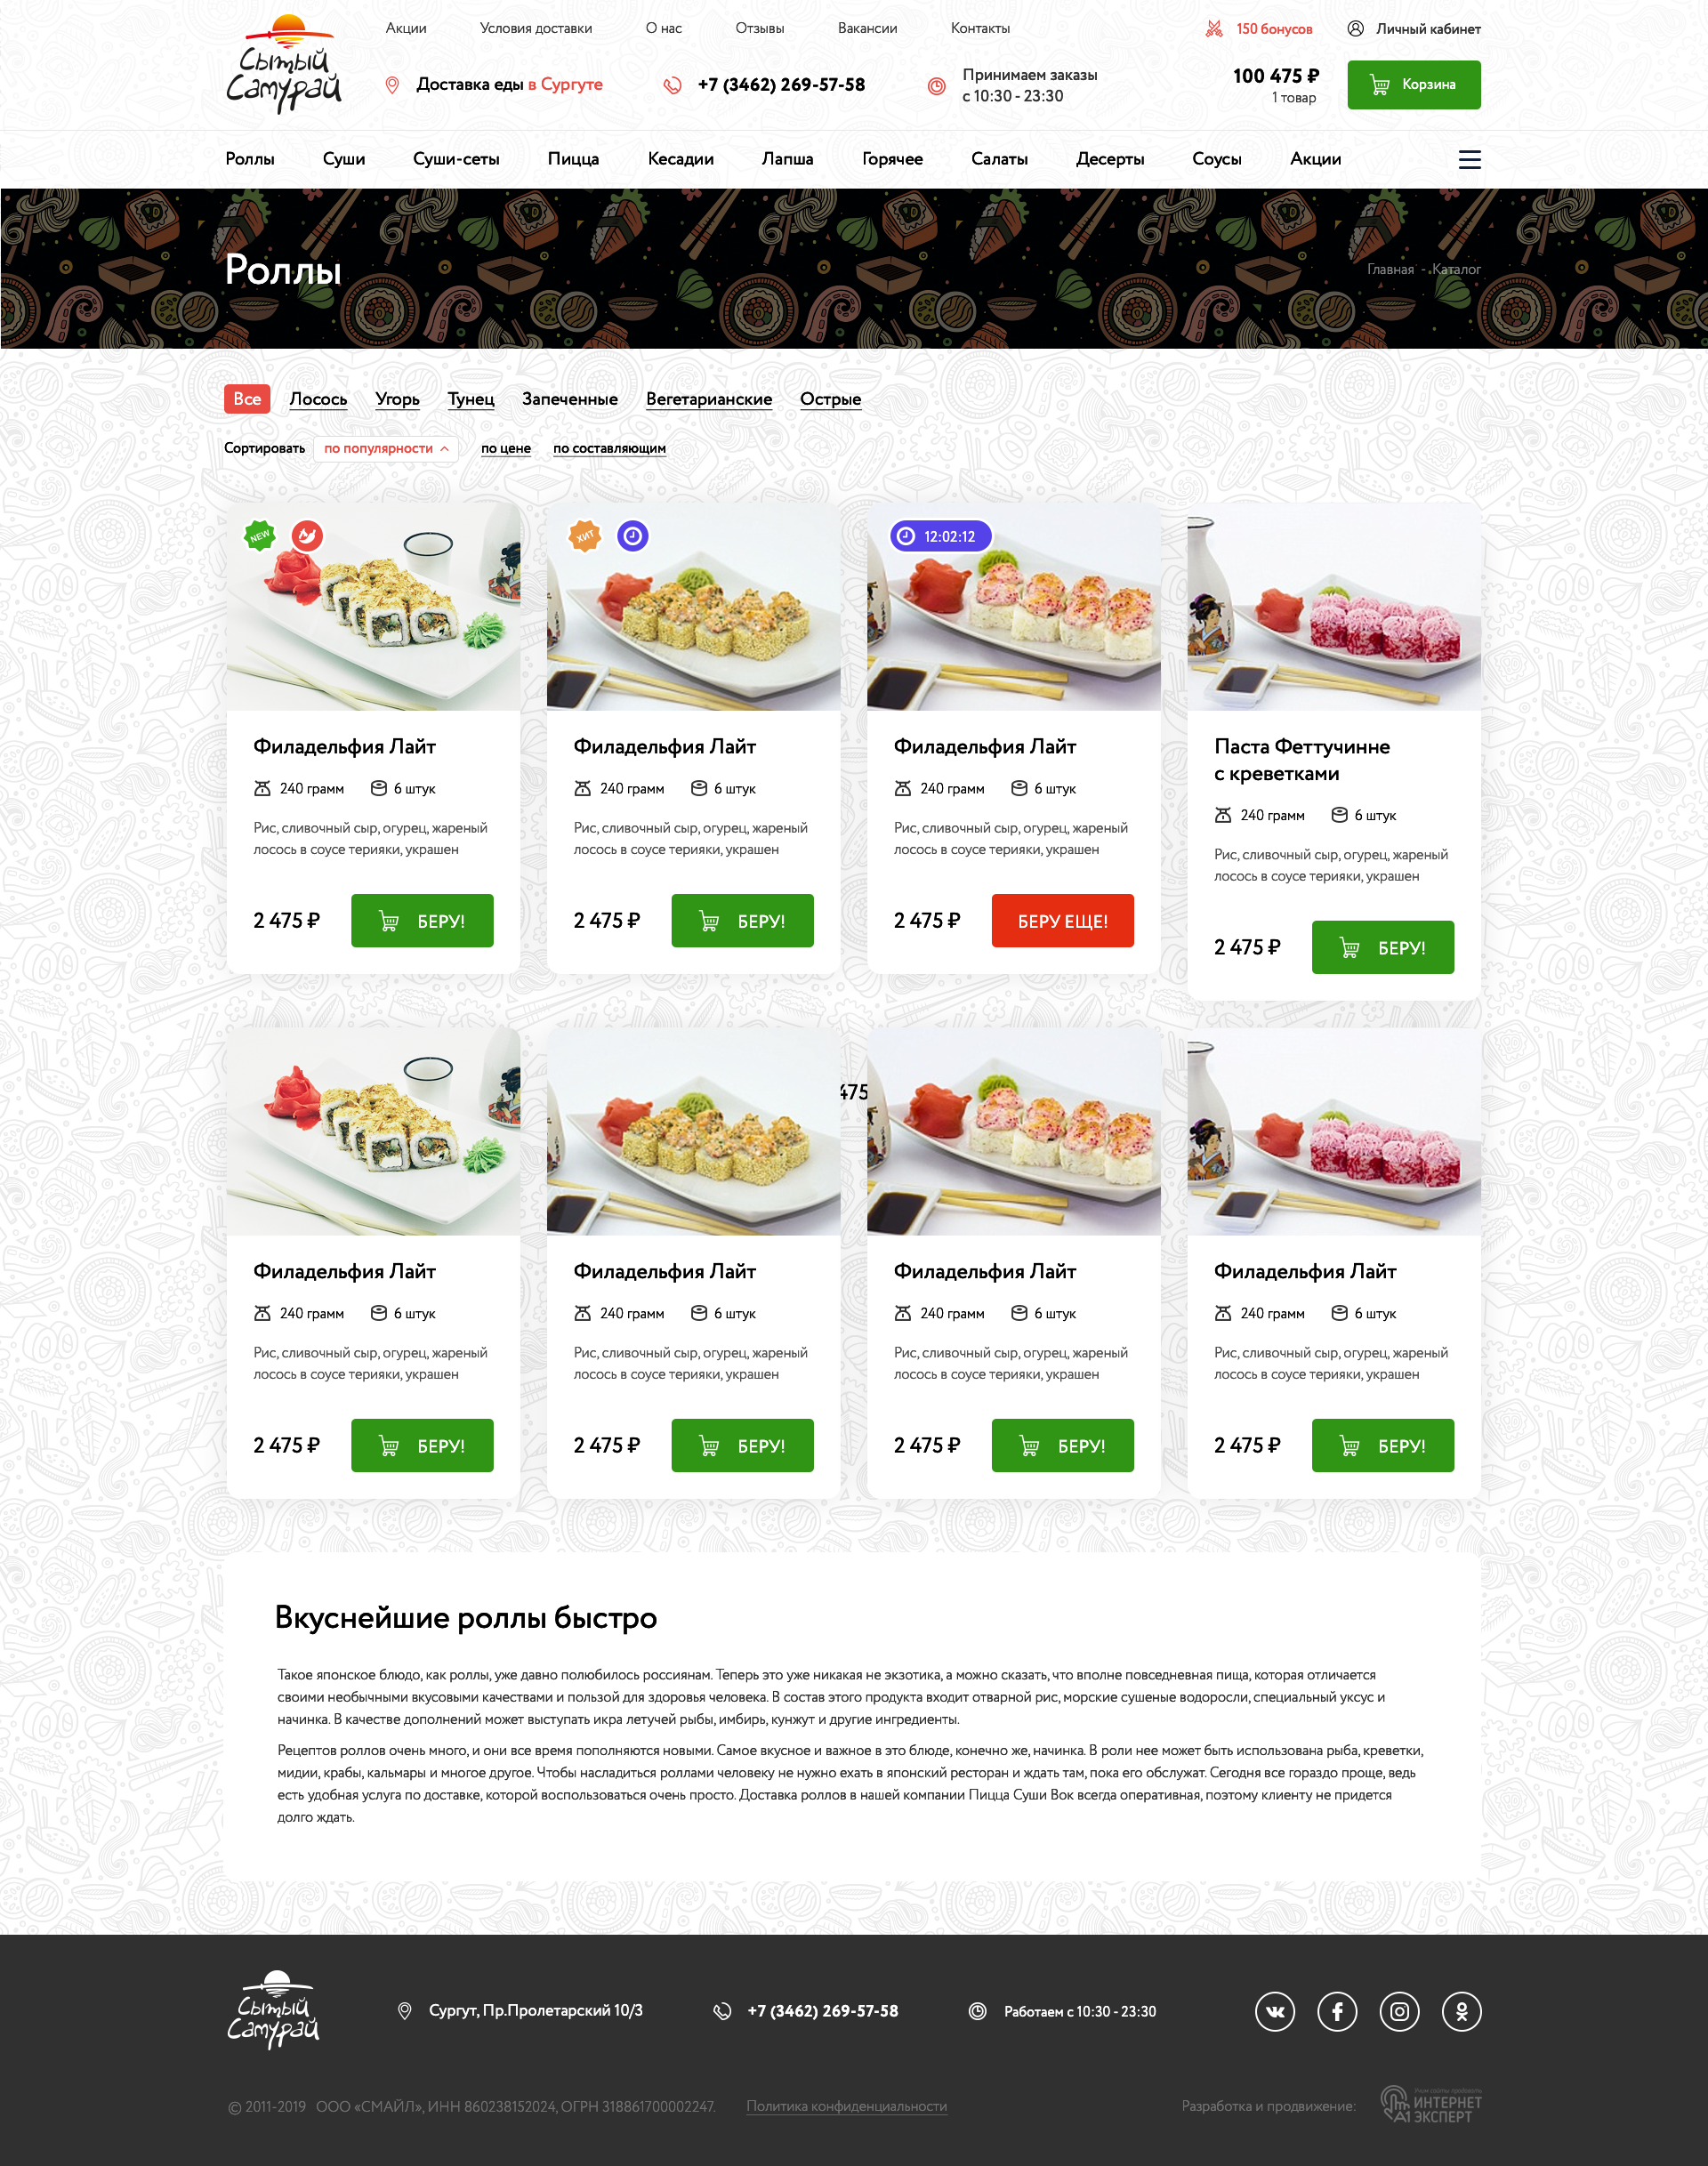 Акции Условия доставки О нас Отзывы Вакансии Контакты 150 бонусов Личный кабинет
Сытый
Самурай
Доставка еды в Сургуте +7 (3462) 269-57-58
Принимаем заказы
с 10:30 - 23:30
100 475 ₽
1 товар
Корзина
Роллы Суши Суши-сеты Пицца Кесадии Лапша Горячее Салаты Десерты Соусы Акции
Роллы
Главная - Каталог
Все Лосось Угорь Тунец Запеченные Вегетарианские Острые
Сортировать по популярности по цене по составляющим
NEW
ХИТ
12:02:12
Филадельфия Лайт
240 грамм 6 штук
Рис, сливочный сыр, огурец, жареный
лосось в соусе терияки, украшен
2 475 ₽ БЕРУ!
Филадельфия Лайт
240 грамм 6 штук
Рис, сливочный сыр, огурец, жареный
лосось в соусе терияки, украшен
2 475 ₽ БЕРУ!
Филадельфия Лайт
240 грамм 6 штук
Рис, сливочный сыр, огурец, жареный
лосось в соусе терияки, украшен
2 475 ₽ БЕРУ ЕЩЕ!
Паста Феттучинне
с креветками
240 грамм 6 штук
Рис, сливочный сыр, огурец, жареный
лосось в соусе терияки, украшен
2 475 ₽ БЕРУ!
475
Филадельфия Лайт
240 грамм 6 штук
Рис, сливочный сыр, огурец, жареный
лосось в соусе терияки, украшен
2 475 ₽ БЕРУ!
Филадельфия Лайт
240 грамм 6 штук
Рис, сливочный сыр, огурец, жареный
лосось в соусе терияки, украшен
2 475 ₽ БЕРУ!
Филадельфия Лайт
240 грамм 6 штук
Рис, сливочный сыр, огурец, жареный
лосось в соусе терияки, украшен
2 475 ₽ БЕРУ!
Филадельфия Лайт
240 грамм 6 штук
Рис, сливочный сыр, огурец, жареный
лосось в соусе терияки, украшен
2 475 ₽ БЕРУ!
Вкуснейшие роллы быстро
Такое японское блюдо, как роллы, уже давно полюбилось россиянам. Теперь это уже никакая не экзотика, а можно сказать, что вполне повседневная пища, которая отличается
своими необычными вкусовыми качествами и пользой для здоровья человека. В состав этого продукта входит отварной рис, морские сушеные водоросли, специальный уксус и
начинка. В качестве дополнений может выступать икра летучей рыбы, имбирь, кунжут и другие ингредиенты.
Рецептов роллов очень много, и они все время пополняются новыми. Самое вкусное и важное в это блюде, конечно же, начинка. В роли нее может быть использована рыба, креветки,
мидии, крабы, кальмары и многое другое. Чтобы насладиться роллами человеку не нужно ехать в японский ресторан и ждать там, пока его обслужат. Сегодня все гораздо проще, ведь
есть удобная услуга по доставке, которой воспользоваться очень просто. Доставка роллов в нашей компании Пицца Суши Вок всегда оперативная, поэтому клиенту не придется
долго ждать.
Сытый
Самурай
Сургут, Пр.Пролетарский 10/3 +7 (3462) 269-57-58 Работаем с 10:30 - 23:30
© 2011-2019 ООО «СМАЙЛ», ИНН 860238152024, ОГРН 318861700002247. Политика конфиденциальности Разработка и продвижение:
Учим сайты продавать
А1 ИНТЕРНЕТ
ЭКСПЕРТ